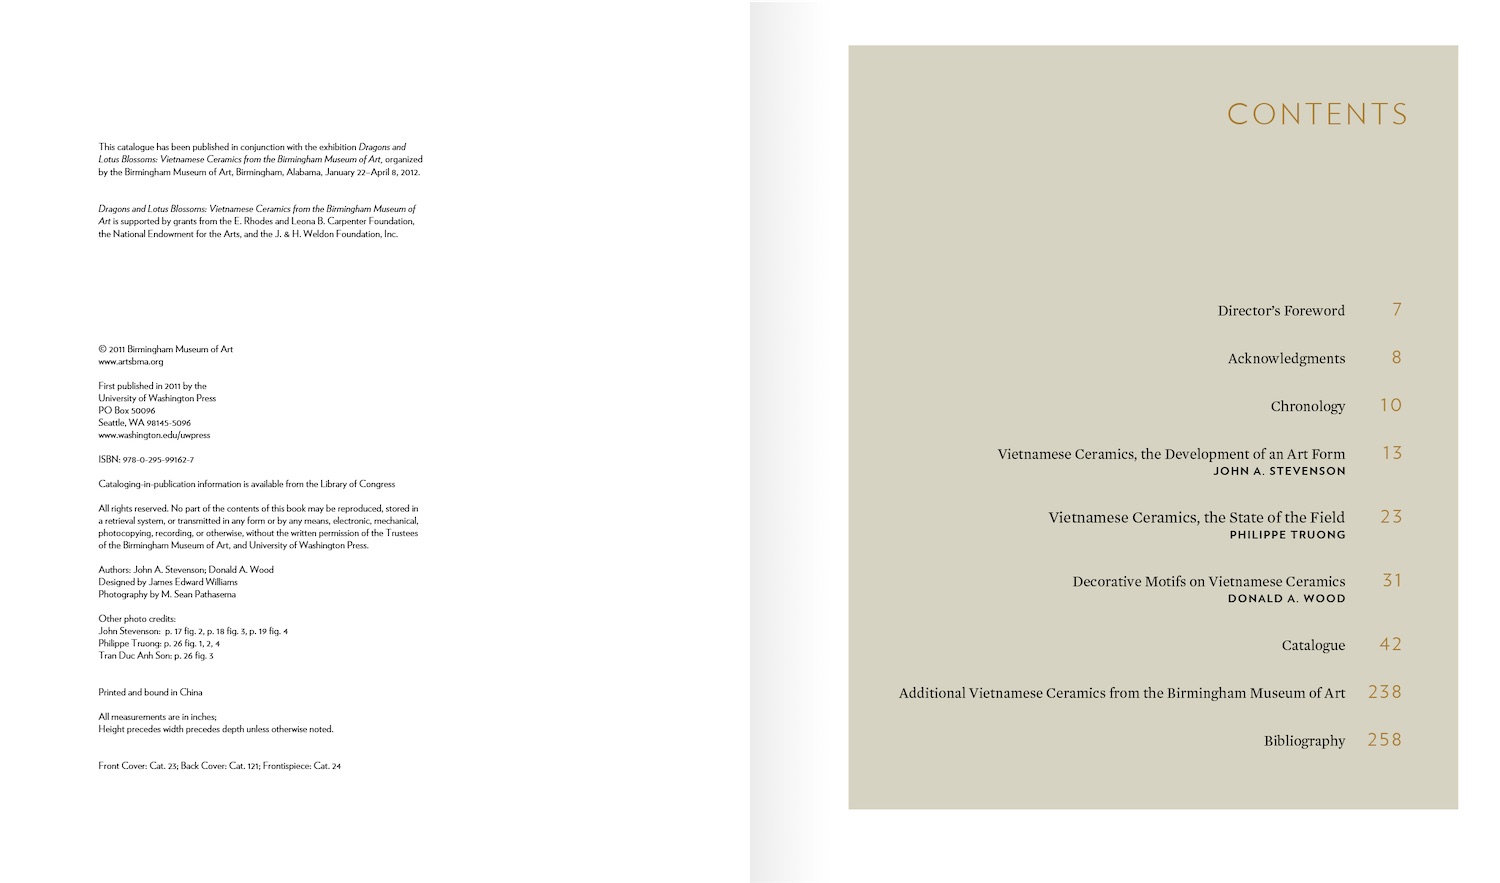 This catalogue has been published in conjunction with the exhibition Dragons and
Lotus Blossoms: Vietnamese Ceramics from the Birmingham Museum of Art, organized
by the Birmingham Museum of Art, Birmingham, Alabama, January 22–April 8, 2012.
Dragons and Lotus Blossoms: Vietnamese Ceramics from the Birmingham Museum of
Art is supported by grants from the E. Rhodes and Leona B. Carpenter Foundation,
the National Endowment for the Arts, and the J. & H. Weldon Foundation, Inc.
© 2011 Birmingham Museum of Art
www.artsbma.org
First published in 2011 by the
University of Washington Press
PO Box 50096
Seattle, WA 98145-5096
www.washington.edu/uwpress
ISBN: 978-0-295-99162-7
Cataloging-in-publication information is available from the Library of Congress
All rights reserved. No part of the contents of this book may be reproduced, stored in
a retrieval system, or transmitted in any form or by any means, electronic, mechanical,
photocopying, recording, or otherwise, without the written permission of the Trustees
of the Birmingham Museum of Art, and University of Washington Press.
Authors: John A. Stevenson; Donald A. Wood
Designed by James Edward Williams
Photography by M. Sean Pathasema
Other photo credits:
John Stevenson: p. 17 fig. 2, p. 18 fig. 3, p. 19 fig. 4
Philippe Truong: p. 26 fig. 1, 2, 4
Tran Duc Anh Son: p. 26 fig. 3
Printed and bound in China
All measurements are in inches;
Height precedes width precedes depth unless otherwise noted.
Front Cover: Cat. 23; Back Cover: Cat. 121; Frontispiece: Cat. 24
CONTENTS
Director's Foreword 7
Acknowledgments 8
Chronology 10
Vietnamese Ceramics, the Development of an Art Form 13
JOHN A. STEVENSON
Vietnamese Ceramics, the State of the Field 23
PHILIPPE TRUONG
Decorative Motifs on Vietnamese Ceramics 31
DONALD A. WOOD
Catalogue 42
Additional Vietnamese Ceramics from the Birmingham Museum of Art 238
Bibliography 258